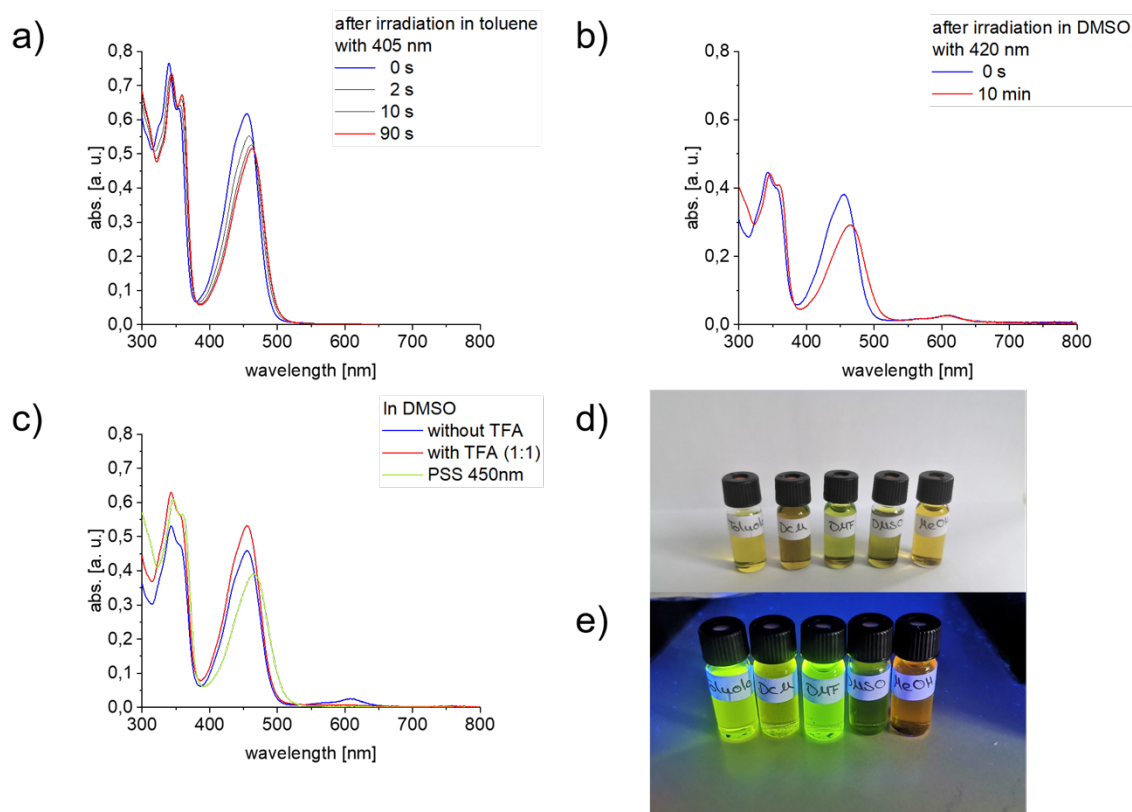 a)
after irradiation in toluene
with 405 nm
0 s
2 s
10 s
90 s
0,8
0,7
0,6
0,5
0,4
0,3
0,2
0,1
0,0
abs. [a. u.]
300 400 500 600 700 800
wavelength [nm]
b)
after irradiation in DMSO
with 420 nm
0 s
10 min
0,8
0,6
0,4
0,2
0,0
abs. [a. u.]
300 400 500 600 700 800
wavelength [nm]
c)
In DMSO
without TFA
with TFA (1:1)
PSS 450nm
0,8
0,7
0,6
0,5
0,4
0,3
0,2
0,1
0,0
abs. [a. u.]
300 400 500 600 700 800
wavelength [nm]
d)
Toluole DCM DMF DMSO MeOH
e)
Toluole DCM DMF DMSO MeOH